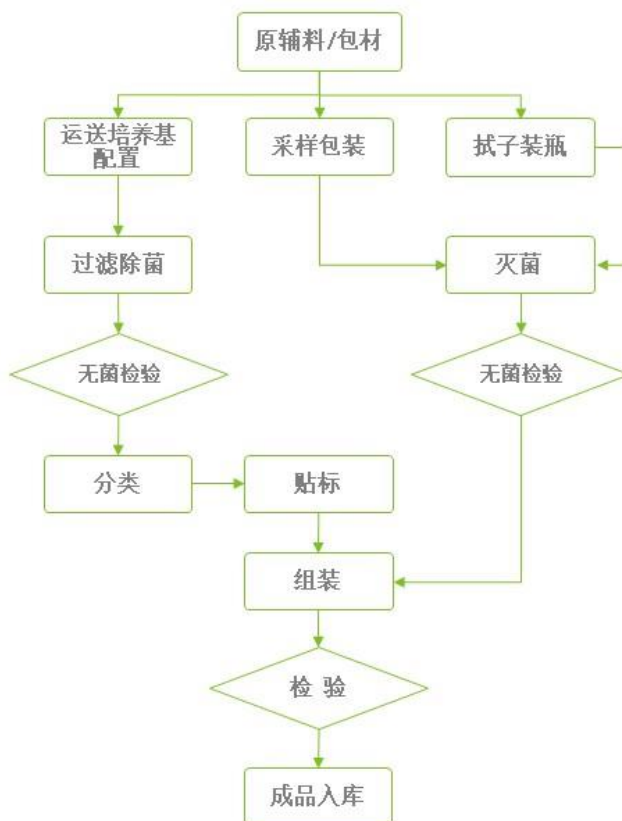 原辅料/包材
运送培养基
配置
采样包装
拭子装瓶
过滤除菌
灭菌
无菌检验
无菌检验
分类
贴标
组装
检 验
成品入库